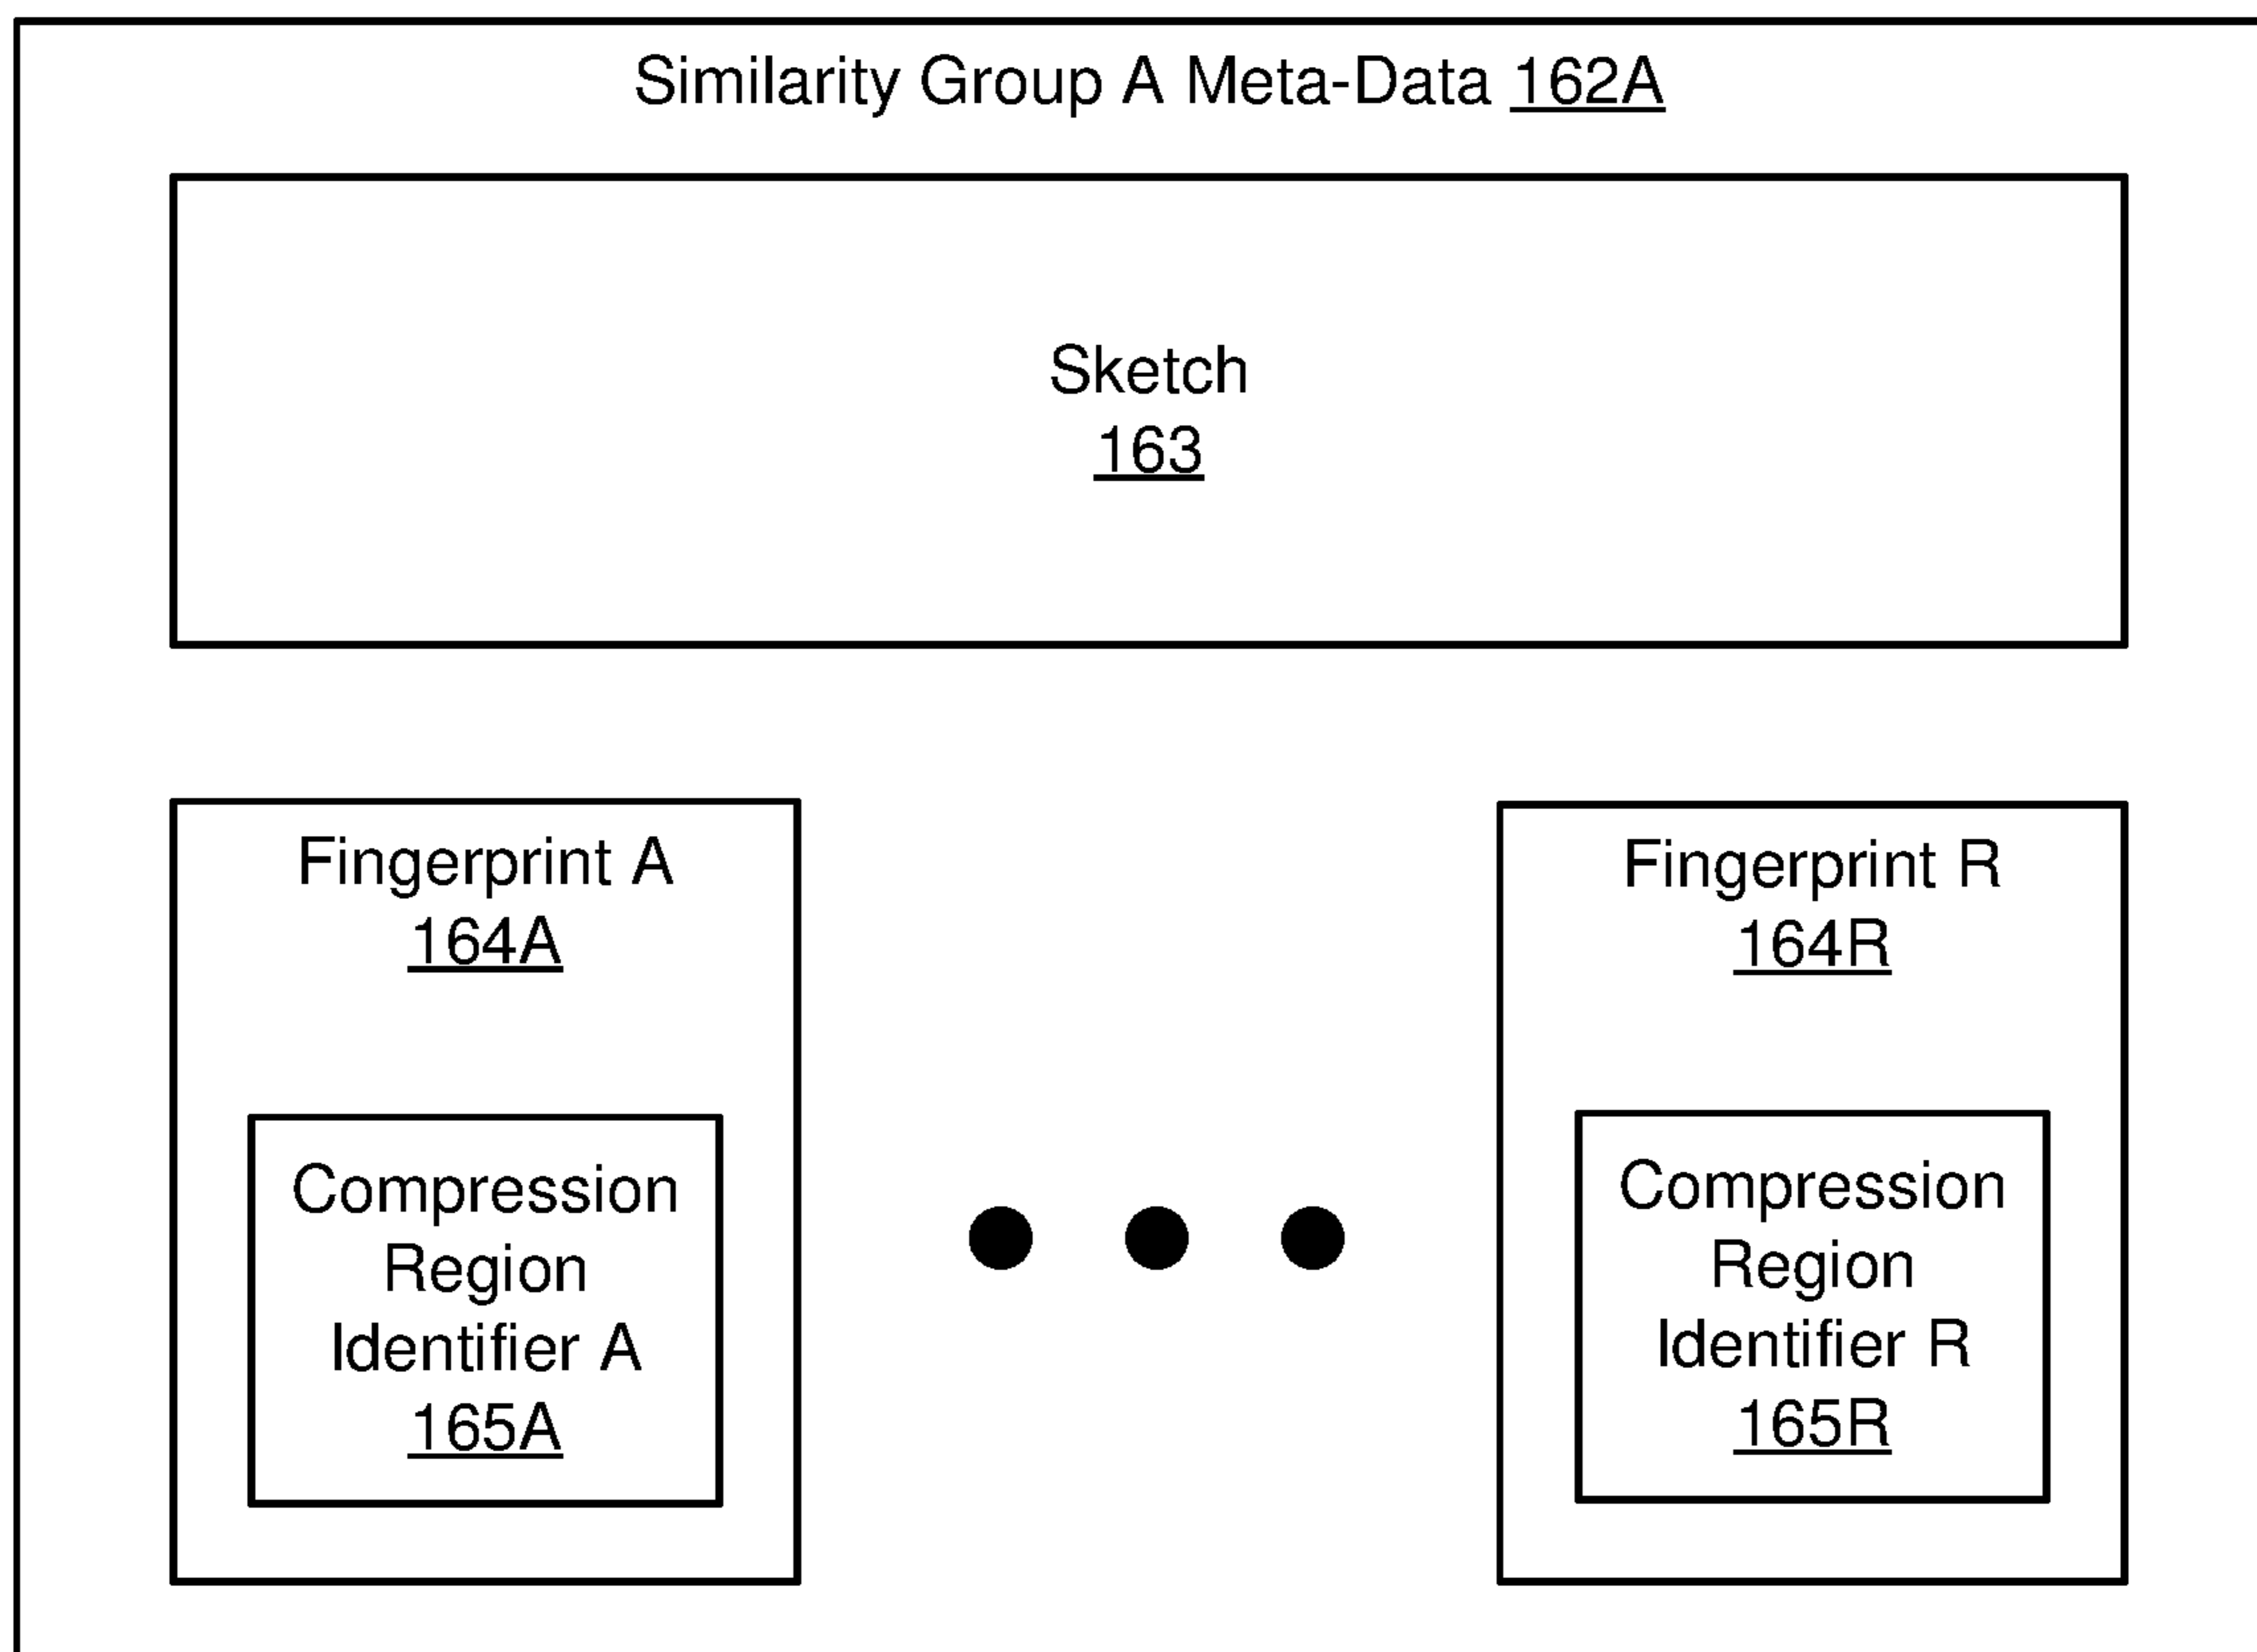 Similarity Group A Meta-Data 162A
Sketch
163
Fingerprint A
164A
Compression
Region
Identifier A
165A
Fingerprint R
164R
Compression
Region
Identifier R
165R